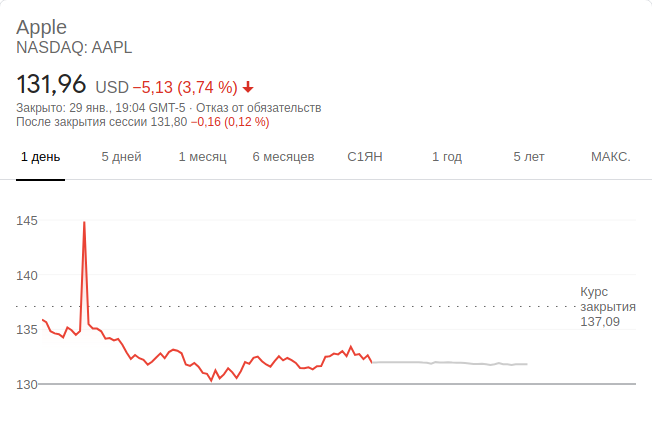 Apple
NASDAQ: AAPL
131,96 USD −5,13 (3,74 %)
Закрыто: 29 янв., 19:04 GMT-5 · Отказ от обязательств
После закрытия сессии 131,80 −0,16 (0,12 %)
1 день 5 дней 1 месяц 6 месяцев С1ЯН 1 год 5 лет МАКС.
145
140
Курс
закрытия
137,09
135
130